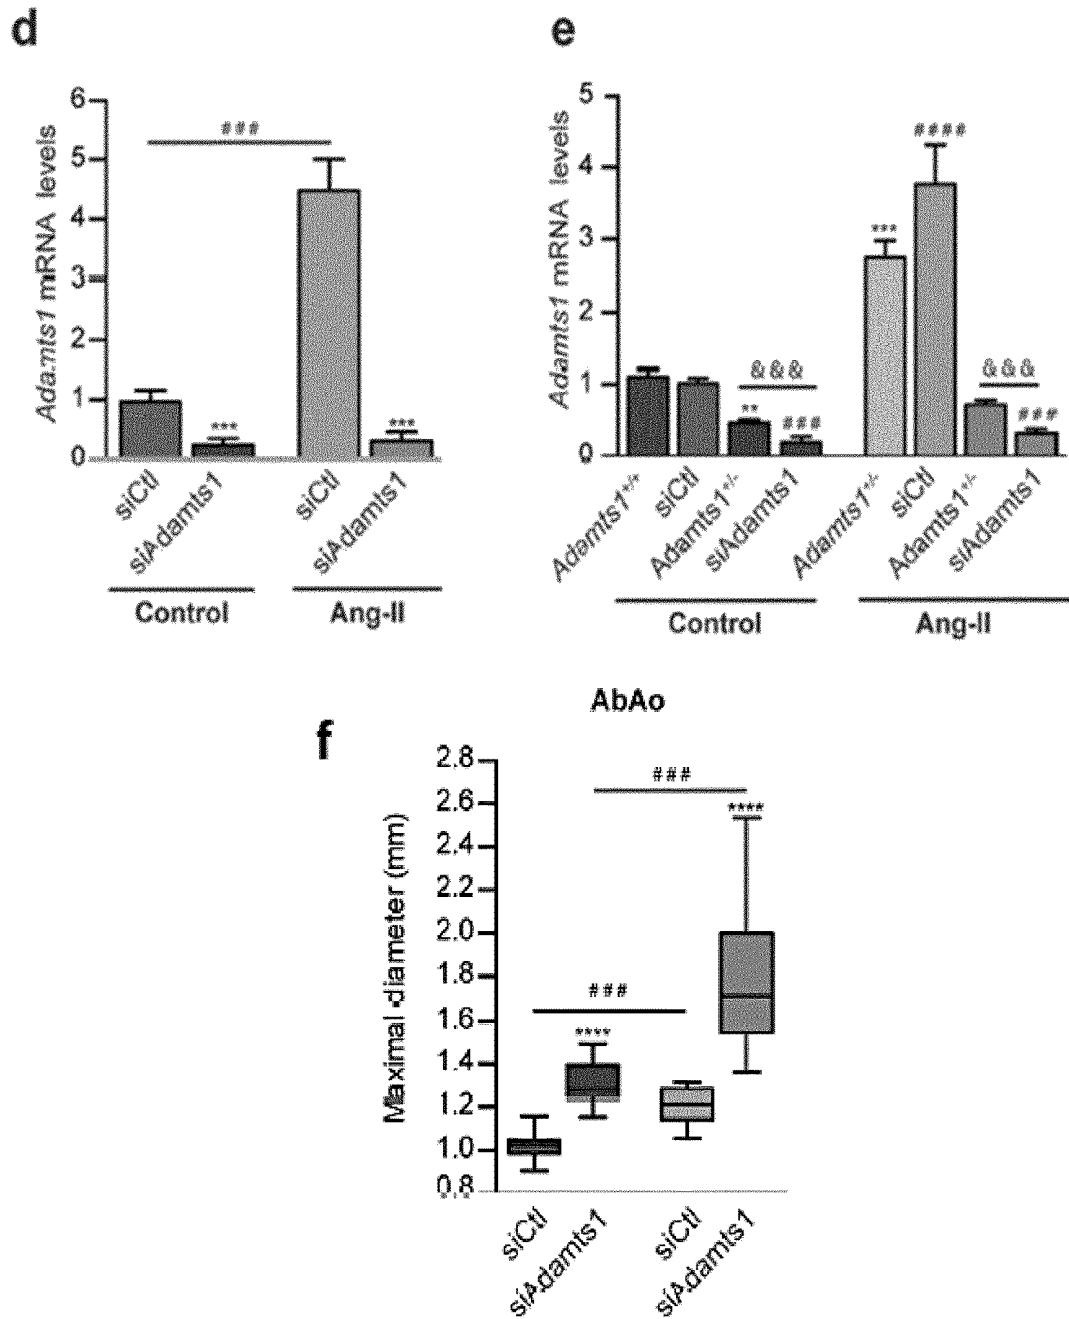 d
Adamts1 mRNA levels
6
5
4
3
2
1
0
###
***
***
siCtl
siAdamts1
siCtl
siAdamts1
Control
Ang-II
e
Adamts1 mRNA levels
5
4
3
2
1
0
&&&
**
###
***
####
&&&
###
Adamts1+/+
siCtl
Adamts1+/-
siAdamts1
Adamts1+/-
siCtl
Adamts1+/-
siAdamts1
Control
Ang-II
f
AbAo
Maximal diameter (mm)
2.8
2.6
2.4
2.2
2.0
1.8
1.6
1.4
1.2
1.0
0.8
###
****
###
****
siCtl
siAdamts1
siCtl
siAdamts1